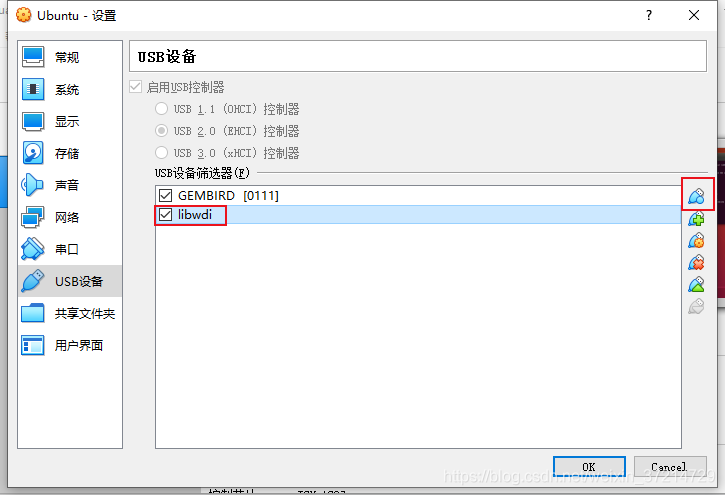 Ubuntu - 设置
?
常规
系统
显示
存储
声音
网络
串口
USB设备
共享文件夹
用户界面
USB设备
启用USB控制器
USB 1.1 (OHCI) 控制器
USB 2.0 (EHCI) 控制器
USB 3.0 (xHCI) 控制器
USB设备筛选器(F)
GEMBIRD [0111]
libwdi
OK
Cancel
https://blog.csdn.net/weixin_37214729